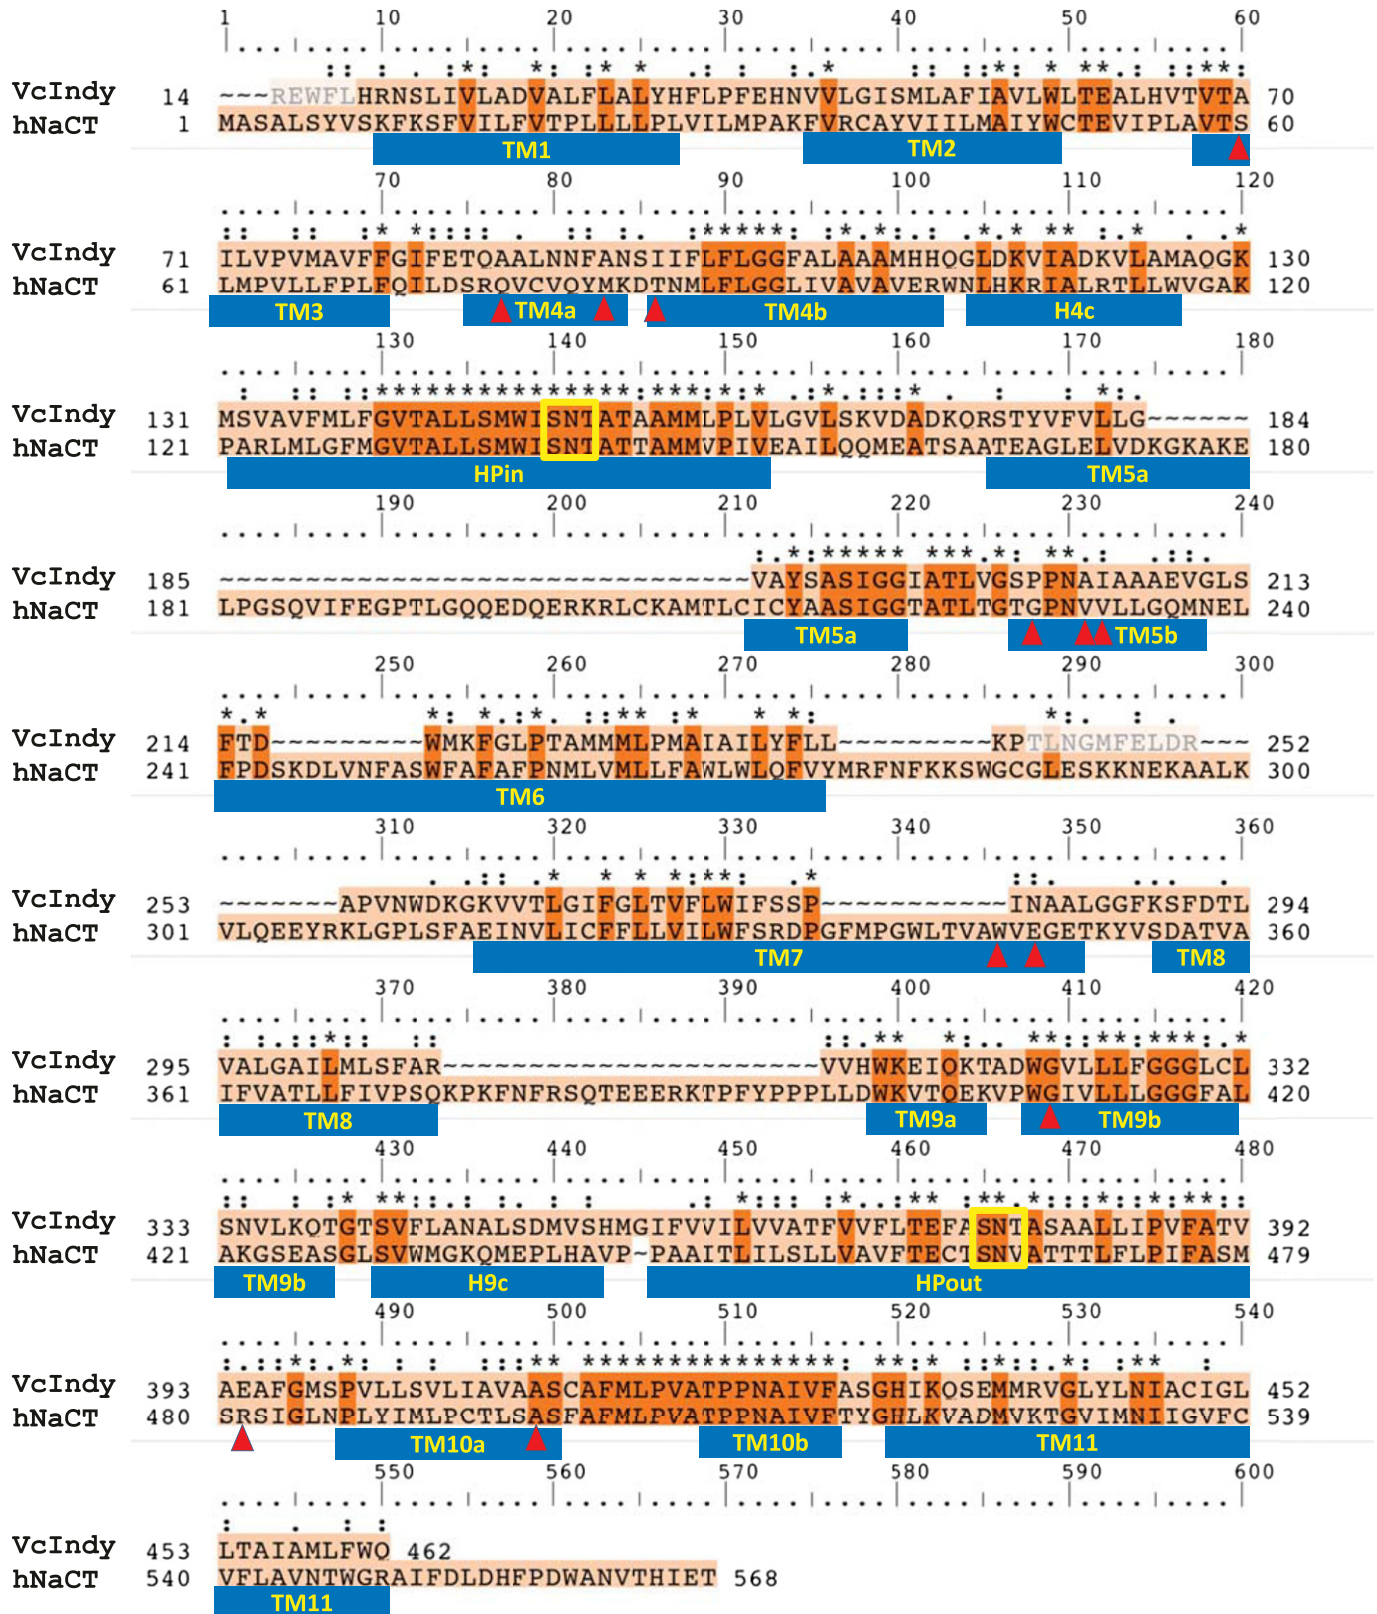 1 10 20 30 40 50 60
VcIndy 14 ~~~REWFLHRNSLIVLADVALFLALYHFLPFEHNVVLGISMLAFIAVLWLTEALHVTVTA 70
hNaCT 1 MASALSYVSKFKSFVILFVTPLLLLPLVILMPAKFVRCAYVIILMAIYWCTEVIPLAVTS 60
TM1 TM2
70 80 90 100 110 120
VcIndy 71 ILVPVMAVFFGIFETQAALNNFANSIIFLFLGGFALAAAMHHQGLDKVIADKVLAMAQGK 130
hNaCT 61 LMPVLLFPLFQILDSRQVCVQYMKDTNMLFLGGLIVAVAVERWNLHKRIALRTLLWVGAK 120
TM3 TM4a TM4b H4c
130 140 150 160 170 180
VcIndy 131 MSVAVFMLFGVTALLSMWISNTATAAMMLPLVLGVLSKVDADKQRSTYVFVLLG~~~~~~ 184
hNaCT 121 PARLMLGFMGVTALLSMWISNTATTAMMVPIVEAILQQMEATSAATEAGLELVDKGKAKE 180
HPin TM5a
190 200 210 220 230 240
VcIndy 185 ~~~~~~~~~~~~~~~~~~~~~~~~~~~~~~~VAYSASIGGIATLVGSPPNAIAAAEVGLS 213
hNaCT 181 LPGSQVIFEGPTLGQQEDQERKRLCKAMTLCICYAASIGGTATLTGTGPNVVLLGQMNEL 240
TM5a TM5b
250 260 270 280 290 300
VcIndy 214 FTD~~~~~~~~~WMKFGLPTAMMMLPMAIAILYFLL~~~~~~~~~KPTLNGMFELDR~~~ 252
hNaCT 241 FPDSKDLVNFASWFAFAFPNMLVMLLFAWLWLQFVYMRFNFKKSWGCGLESKKNEKAALK 300
TM6
310 320 330 340 350 360
VcIndy 253 ~~~~~~~APVNWDKGKVVTLGIFGLTVFLWIFSSP~~~~~~~~~~~INAALGGFKSFDTL 294
hNaCT 301 VLQEEYRKLGPLSFAEINVLICFFLLVILWFSRDPGFMPGWLTVAWVEGETKYVSDATVA 360
TM7 TM8
370 380 390 400 410 420
VcIndy 295 VALGAILMLSFAR~~~~~~~~~~~~~~~~~~~~~~VVHWKEIQKTADWGVLLLFGGGLCL 332
hNaCT 361 IFVATLLFIVPSQKPKFNFRSQTEEERKTPFYPPPLLDWKVTQEKVPWGIVLLLGGGFAL 420
TM8 TM9a TM9b
430 440 450 460 470 480
VcIndy 333 SNVLKQTGTSVFLANALSDMVSHMGIFVVILVVATFVVFLTEFASNTASAALLIPVFATV 392
hNaCT 421 AKGSEASGLSVWMGKQMEPLHAVP~PAAITLILSLLVAVFTECTSNVATTTLFLPIFASM 479
TM9b H9c HPout
490 500 510 520 530 540
VcIndy 393 AEAFGMSPVLLSVLIAVAASCAFMLPVATPPNAIVFASGHIKQSEMMRVGLYLNIACIGL 452
hNaCT 480 SRSIGLNPLYIMLPCTLSASFAFMLPVATPPNAIVFTYGHLKVADMVKTGVIMNIIGVFC 539
TM10a TM10b TM11
550 560 570 580 590 600
VcIndy 453 LTAIAMLFWQ 462
hNaCT 540 VFLAVNTWGRAIFDLDHFPDWANVTHIET 568
TM11